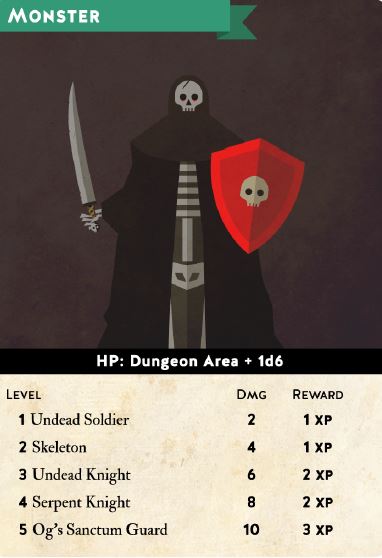 Monster
HP: Dungeon Area + 1d6
Level Dmg Reward
1 Undead Soldier 2 1 XP
2 Skeleton 4 1 XP
3 Undead Knight 6 2 XP
4 Serpent Knight 8 2 XP
5 Og's Sanctum Guard 10 3 XP